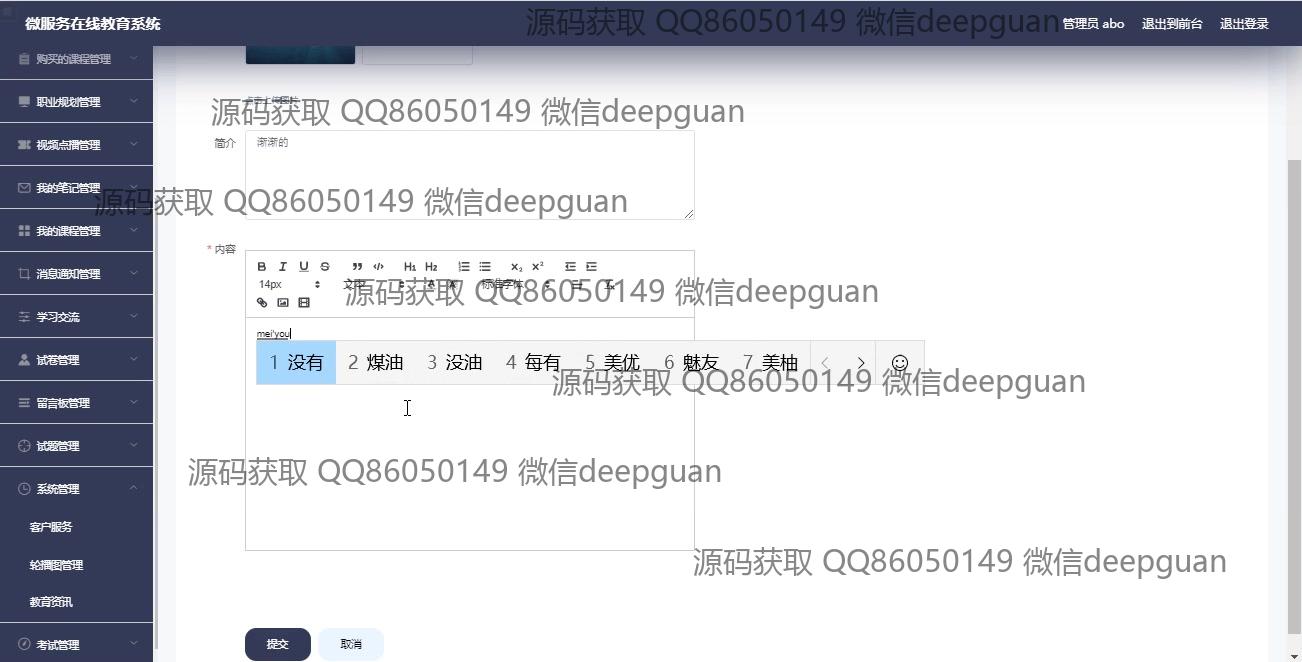 微服务在线教育系统
源码获取 QQ86050149 微信deepguan
管理员 abo 退出到前台 退出登录
购买的课程管理
职业规划管理
视频点播管理
我的笔记管理
我的课程管理
消息通知管理
学习交流
试卷管理
留言板管理
试题管理
系统管理
客户服务
轮播图管理
教育资讯
考试管理
点击上传图片
源码获取 QQ86050149 微信deepguan
简介 渐渐的
源码获取 QQ86050149 微信deepguan
* 内容
B I U S H1 H2 X₂ X²
14px 文本 标准字体
源码获取 QQ86050149 微信deepguan
mei'you
1 没有 2 煤油 3 没油 4 每有 5 美优 6 魅友 7 美柚
源码获取 QQ86050149 微信deepguan
源码获取 QQ86050149 微信deepguan
源码获取 QQ86050149 微信deepguan
提交 取消